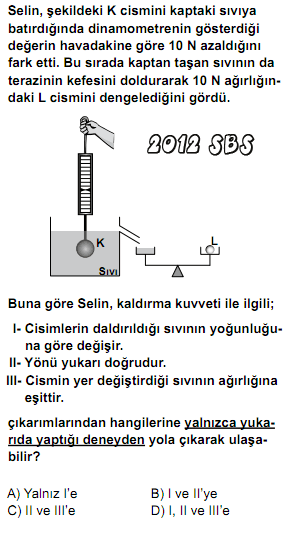 Selin, şekildeki K cismini kaptaki sıvıya
batırdığında dinamometrenin gösterdiği
değerin havadakine göre 10 N azaldığını
fark etti. Bu sırada kaptan taşan sıvının da
terazinin kefesini doldurarak 10 N ağırlığın-
daki L cismini dengelediğini gördü.
2012 SBS
K
L
SIVI
Buna göre Selin, kaldırma kuvveti ile ilgili;
I- Cisimlerin daldırıldığı sıvının yoğunluğu-
na göre değişir.
II- Yönü yukarı doğrudur.
III- Cismin yer değiştirdiği sıvının ağırlığına
eşittir.
çıkarımlarından hangilerine yalnızca yuka-
rıda yaptığı deneyden yola çıkarak ulaşa-
bilir?
A) Yalnız I'e B) I ve II'ye
C) II ve III'e D) I, II ve III'e